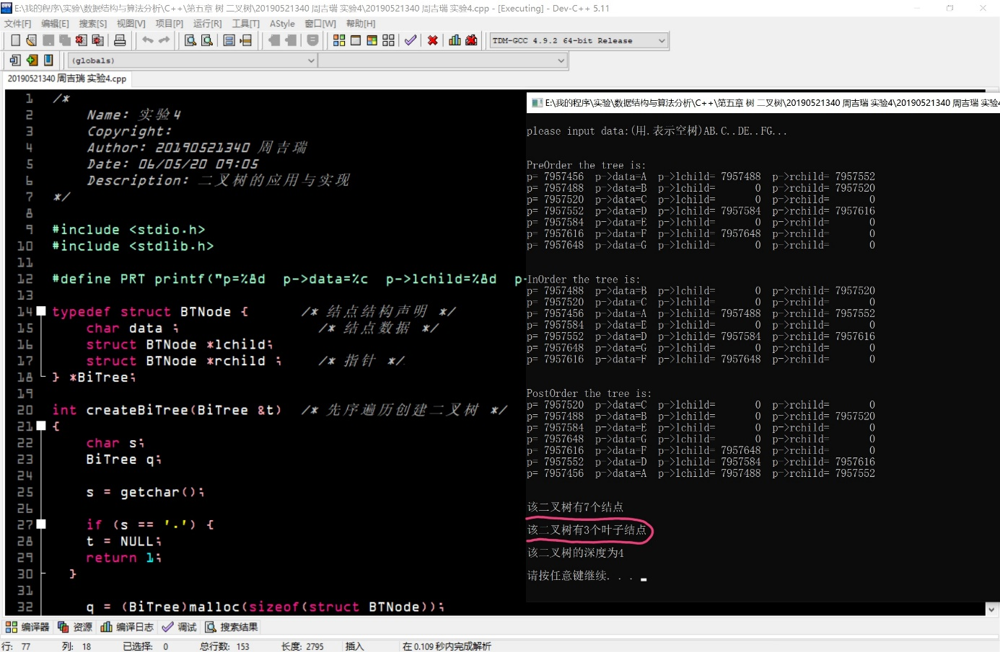 E:\我的程序\实验\数据结构与算法分析\C++\第五章 树 二叉树\20190521340 周吉瑞 实验4\20190521340 周吉瑞 实验4.cpp - [Executing] - Dev-C++ 5.11
文件[F] 编辑[E] 搜索[S] 视图[V] 项目[P] 运行[R] 工具[T] AStyle 窗口[W] 帮助[H]
TDM-GCC 4.9.2 64-bit Release
(globals)
20190521340 周吉瑞 实验4.cpp
1 /*
2 Name: 实验4
3 Copyright:
4 Author: 20190521340 周吉瑞
5 Date: 06/05/20 09:05
6 Description: 二叉树的应用与实现
7 */
8
9 #include <stdio.h>
10 #include <stdlib.h>
11
12 #define PRT printf("p=%8d  p->data=%c  p->lchild=%8d  p-
13
14 typedef struct BTNode { /* 结点结构声明 */
15 char data ; /* 结点数据 */
16 struct BTNode *lchild;
17 struct BTNode *rchild ; /* 指针 */
18 } *BiTree;
19
20 int createBiTree(BiTree &t) /* 先序遍历创建二叉树 */
21 {
22 char s;
23 BiTree q;
24
25 s = getchar();
26
27 if (s == '.') {
28 t = NULL;
29 return 1;
30 }
31
32 q = (BiTree)malloc(sizeof(struct BTNode));
E:\我的程序\实验\数据结构与算法分析\C++\第五章 树 二叉树\20190521340 周吉瑞 实验4\20190521340 周吉瑞 实验4
please input data:(用.表示空树)AB.C..DE..FG...
PreOrder the tree is:
p= 7957456  p->data=A  p->lchild= 7957488  p->rchild= 7957552
p= 7957488  p->data=B  p->lchild=       0  p->rchild= 7957520
p= 7957520  p->data=C  p->lchild=       0  p->rchild=       0
p= 7957552  p->data=D  p->lchild= 7957584  p->rchild= 7957616
p= 7957584  p->data=E  p->lchild=       0  p->rchild=       0
p= 7957616  p->data=F  p->lchild= 7957648  p->rchild=       0
p= 7957648  p->data=G  p->lchild=       0  p->rchild=       0
InOrder the tree is:
p= 7957488  p->data=B  p->lchild=       0  p->rchild= 7957520
p= 7957520  p->data=C  p->lchild=       0  p->rchild=       0
p= 7957456  p->data=A  p->lchild= 7957488  p->rchild= 7957552
p= 7957584  p->data=E  p->lchild=       0  p->rchild=       0
p= 7957552  p->data=D  p->lchild= 7957584  p->rchild= 7957616
p= 7957648  p->data=G  p->lchild=       0  p->rchild=       0
p= 7957616  p->data=F  p->lchild= 7957648  p->rchild=       0
PostOrder the tree is:
p= 7957520  p->data=C  p->lchild=       0  p->rchild=       0
p= 7957488  p->data=B  p->lchild=       0  p->rchild= 7957520
p= 7957584  p->data=E  p->lchild=       0  p->rchild=       0
p= 7957648  p->data=G  p->lchild=       0  p->rchild=       0
p= 7957616  p->data=F  p->lchild= 7957648  p->rchild=       0
p= 7957552  p->data=D  p->lchild= 7957584  p->rchild= 7957616
p= 7957456  p->data=A  p->lchild= 7957488  p->rchild= 7957552
该二叉树有7个结点
该二叉树有3个叶子结点
该二叉树的深度为4
请按任意键继续. . .
编译器 资源 编译日志 调试 搜索结果
行: 77 列: 18 已选择: 0 总行数: 153 长度: 2795 插入 在 0.109 秒内完成解析